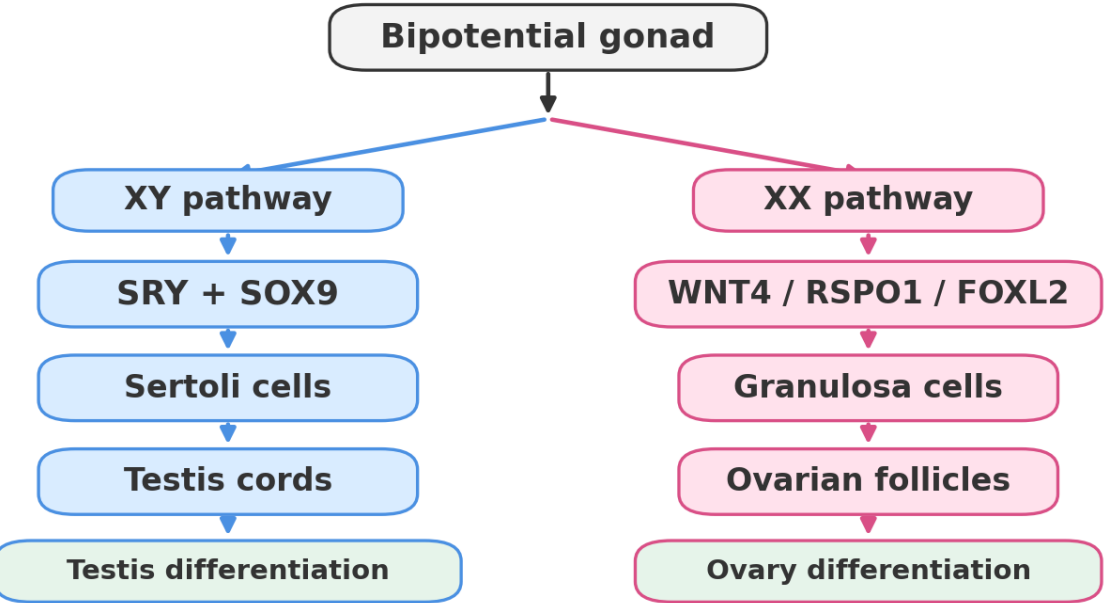 Bipotential gonad
XY pathway
XX pathway
SRY + SOX9
WNT4 / RSPO1 / FOXL2
Sertoli cells
Granulosa cells
Testis cords
Ovarian follicles
Testis differentiation
Ovary differentiation